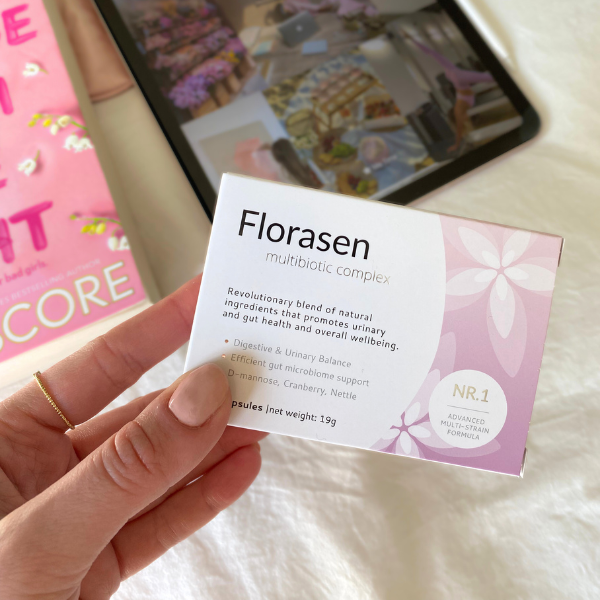 SCORE
Florasen
multibiotic complex
Revolutionary blend of natural
ingredients that promotes urinary
and gut health and overall wellbeing.
• Digestive & Urinary Balance
• Efficient gut microbiome support
D-mannose, Cranberry, Nettle
psules | net weight: 19g
NR.1
ADVANCED
MULTI-STRAIN
FORMULA